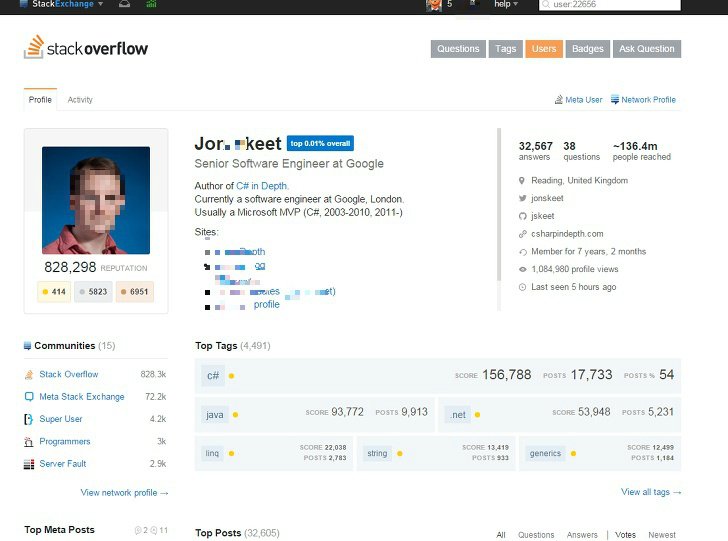 StackExchange
5
help
user:22656
stackoverflow
Questions
Tags
Users
Badges
Ask Question
Profile
Activity
Meta User
Network Profile
top 0.01% overall
Senior Software Engineer at Google
Author of C# in Depth.
Currently a software engineer at Google, London.
Usually a Microsoft MVP (C#, 2003-2010, 2011-)
Sites:
profile
828,298 REPUTATION
414
5823
6951
32,567 answers
38 questions
~136.4m people reached
Reading, United Kingdom
jonskeet
jskeet
csharpindepth.com
Member for 7 years, 2 months
1,084,980 profile views
Last seen 5 hours ago
Communities (15)
Stack Overflow 828.3k
Meta Stack Exchange 72.2k
Super User 4.2k
Programmers 3k
Server Fault 2.9k
View network profile →
Top Tags (4,491)
c# SCORE 156,788 POSTS 17,733 POSTS % 54
java SCORE 93,772 POSTS 9,913
.net SCORE 53,948 POSTS 5,231
linq SCORE 22,038 POSTS 2,783
string SCORE 13,419 POSTS 933
generics SCORE 12,499 POSTS 1,184
View all tags →
Top Meta Posts 2 11
Top Posts (32,605)
All Questions Answers | Votes Newest